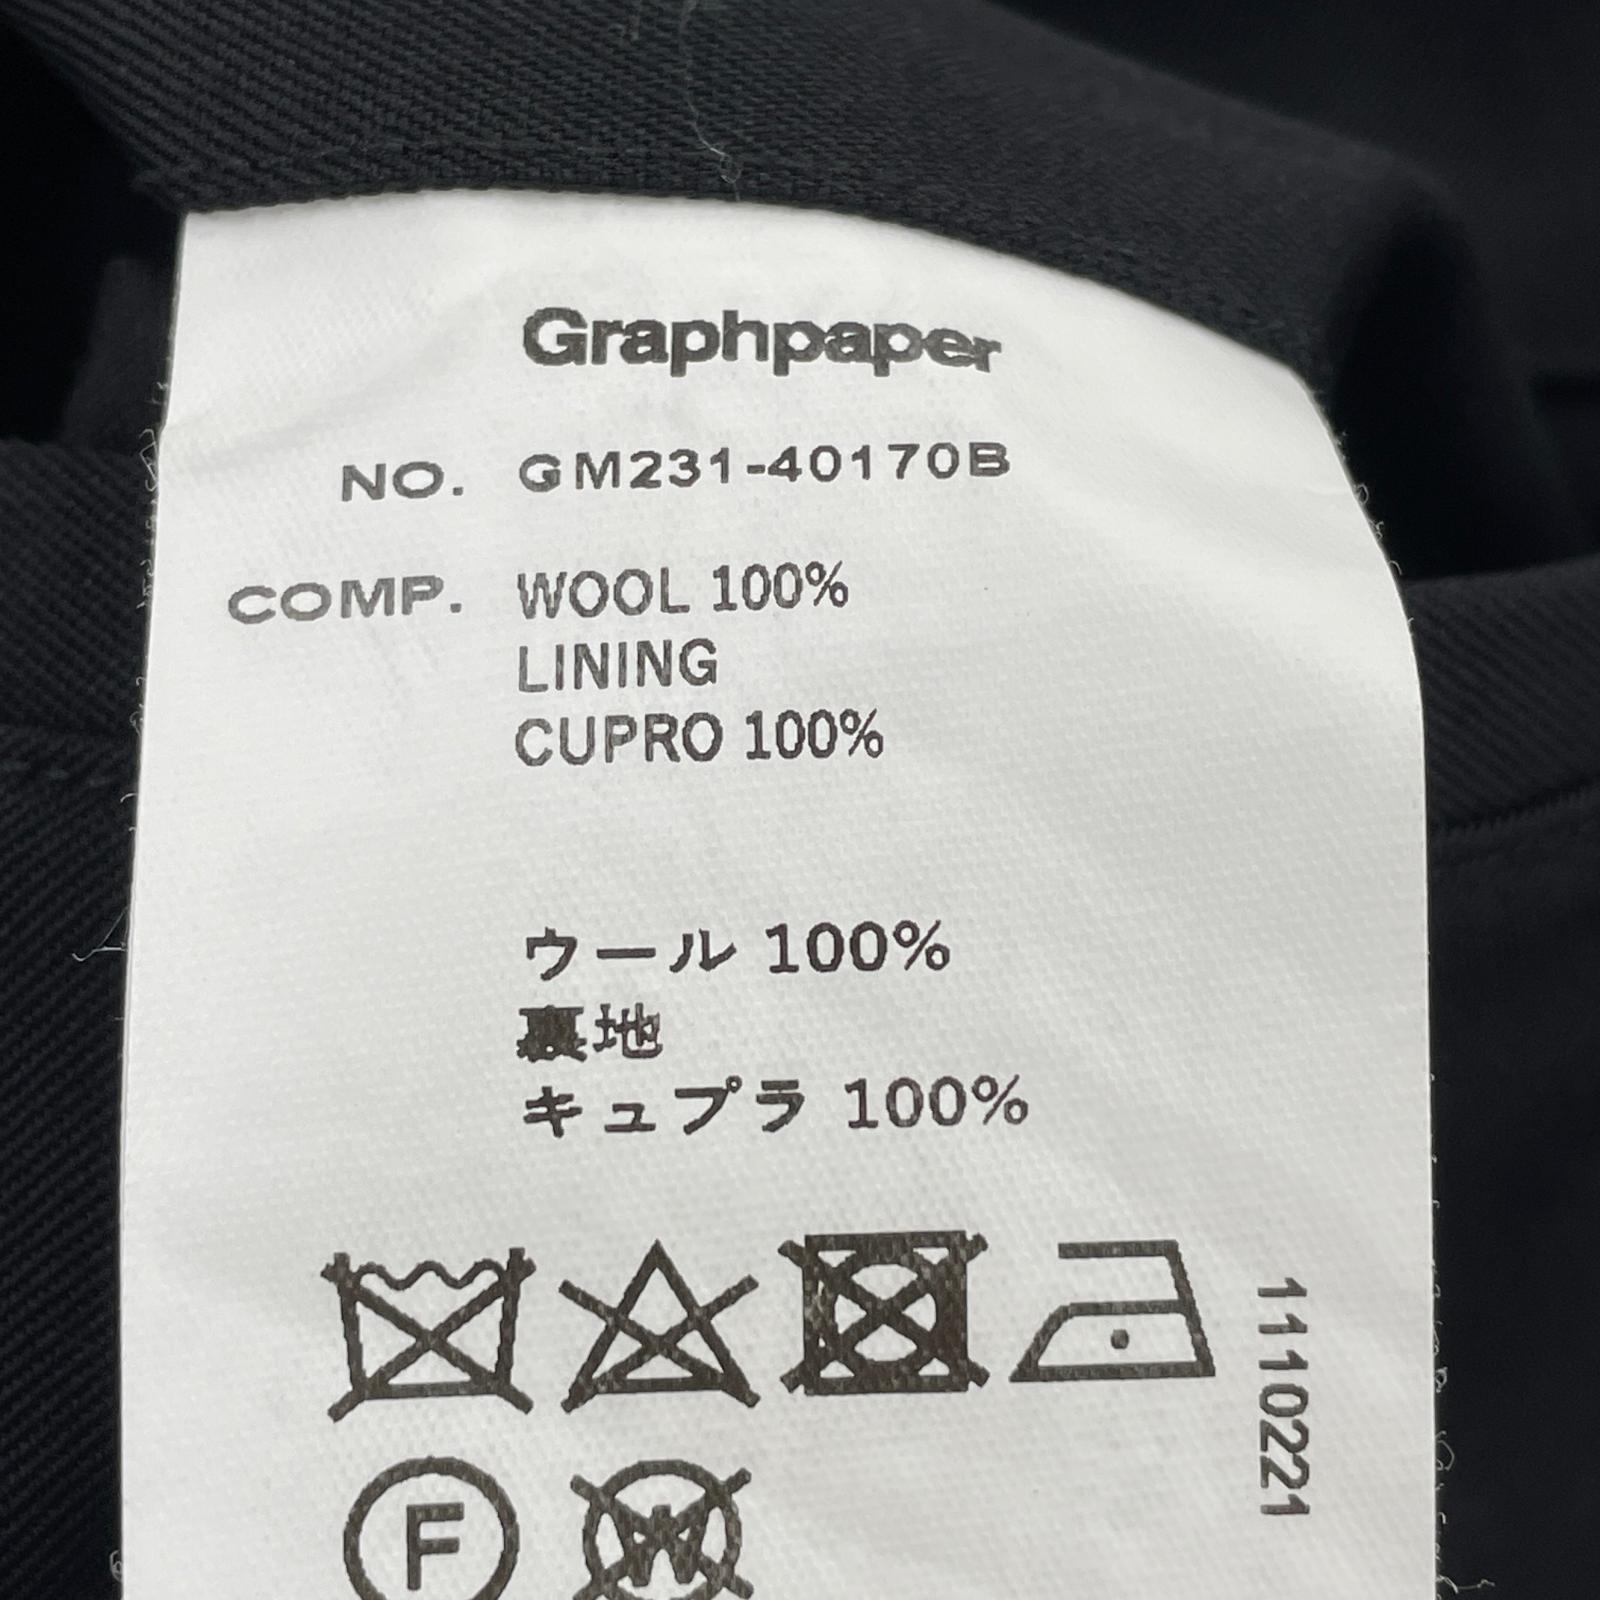 Graphpaper
NO. GM231-40170B
COMP. WOOL 100%
LINING
CUPRO 100%
ウール 100%
裏地
キュプラ 100%
1110221
F
W